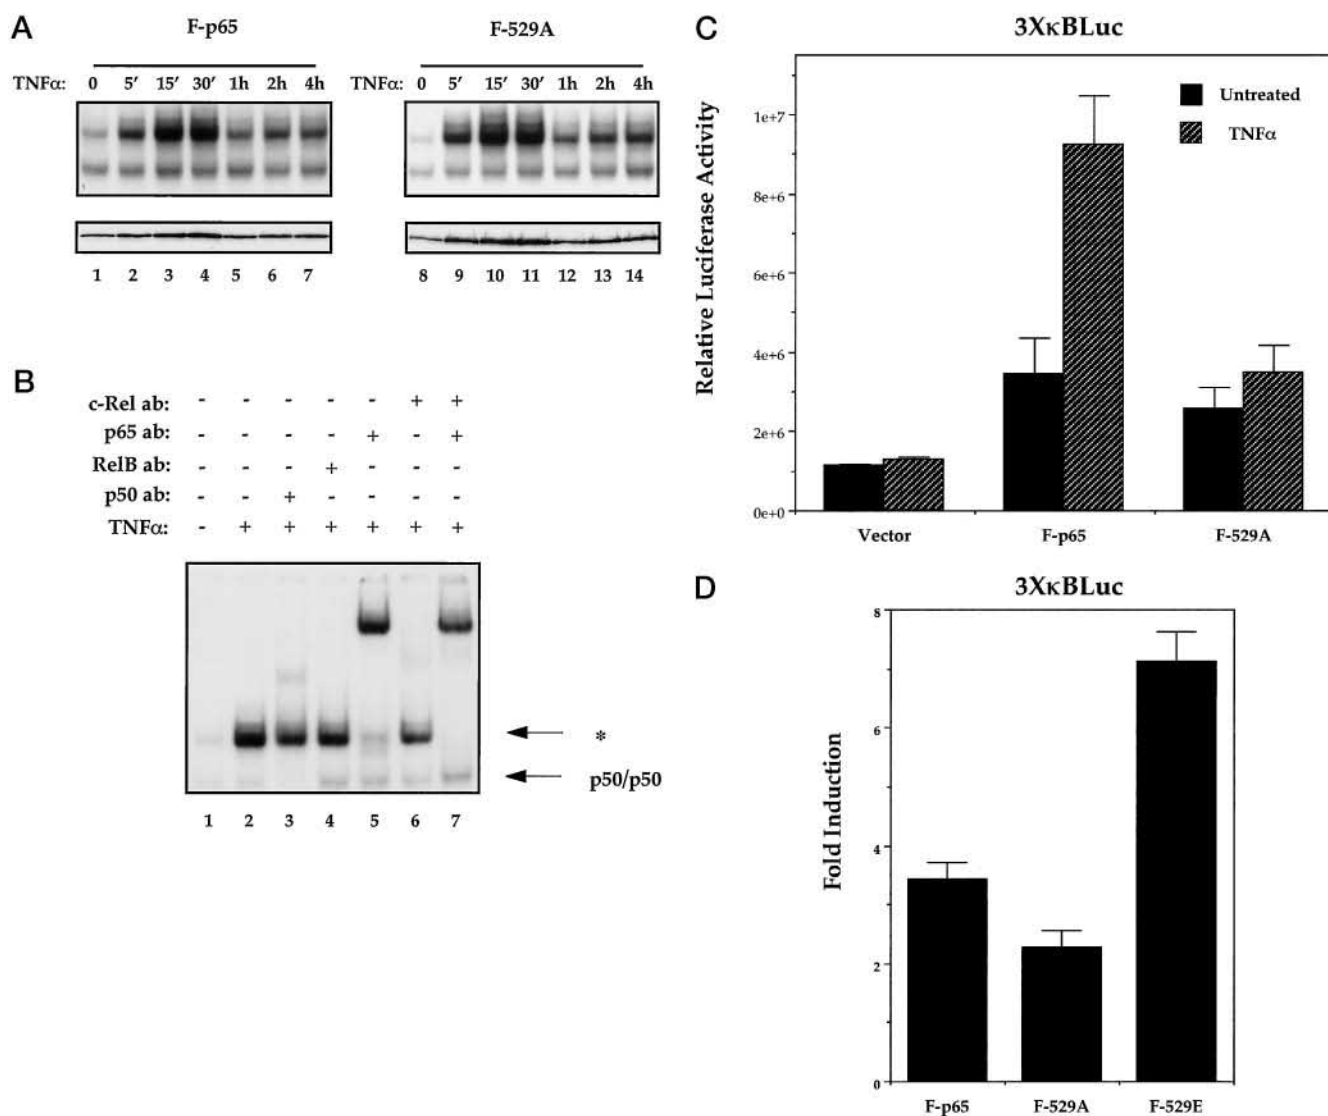 A
F-p65
F-529A
TNFα: 0 5′ 15′ 30′ 1h 2h 4h
TNFα: 0 5′ 15′ 30′ 1h 2h 4h
1 2 3 4 5 6 7
8 9 10 11 12 13 14
B
c-Rel ab: - - - - - + +
p65 ab: - - - - + - +
RelB ab: - - - + - - -
p50 ab: - - + - - - -
TNFα: - + + + + + +
*
p50/p50
1 2 3 4 5 6 7
C
3XκBLuc
Relative Luciferase Activity
1e+7
8e+6
6e+6
4e+6
2e+6
0e+0
Untreated
TNFα
Vector F-p65 F-529A
D
3XκBLuc
Fold Induction
8
6
4
2
0
F-p65 F-529A F-529E